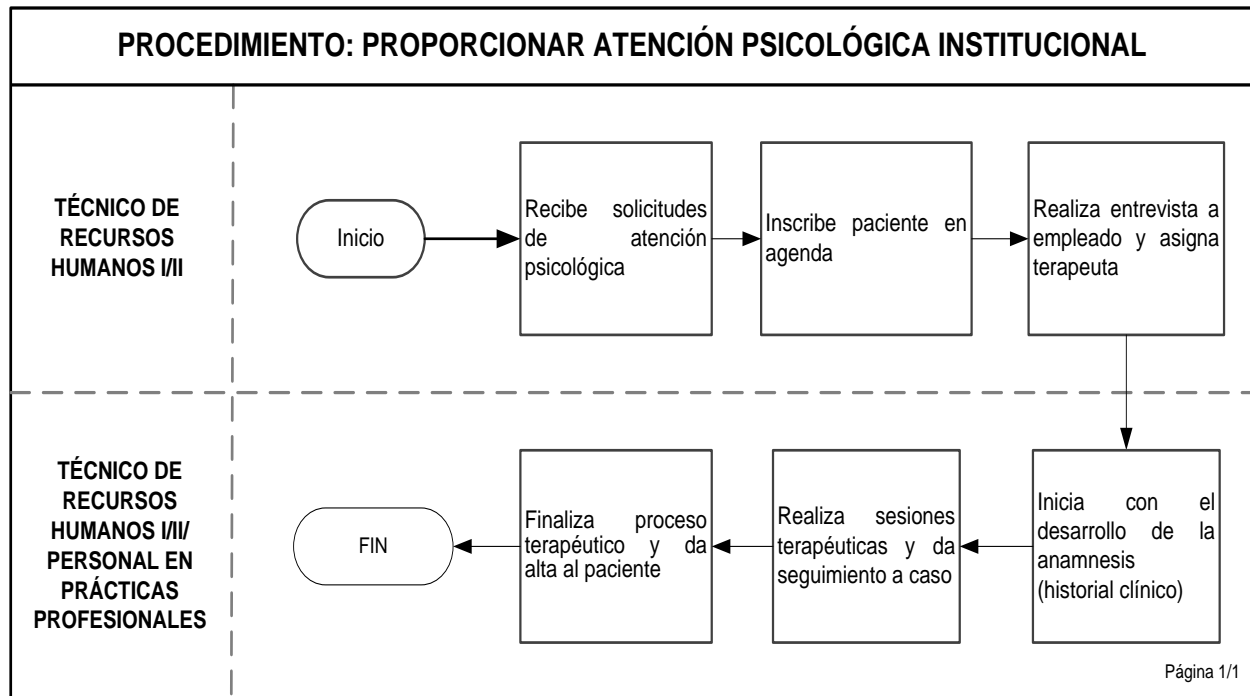 PROCEDIMIENTO: PROPORCIONAR ATENCIÓN PSICOLÓGICA INSTITUCIONAL
TÉCNICO DE
RECURSOS
HUMANOS I/II
Inicio
Recibe solicitudes
de atención
psicológica
Inscribe paciente en
agenda
Realiza entrevista a
empleado y asigna
terapeuta
TÉCNICO DE
RECURSOS
HUMANOS I/II/
PERSONAL EN
PRÁCTICAS
PROFESIONALES
Inicia con el
desarrollo de la
anamnesis
(historial clínico)
Realiza sesiones
terapéuticas y da
seguimiento a caso
Finaliza proceso
terapéutico y da
alta al paciente
FIN
Página 1/1